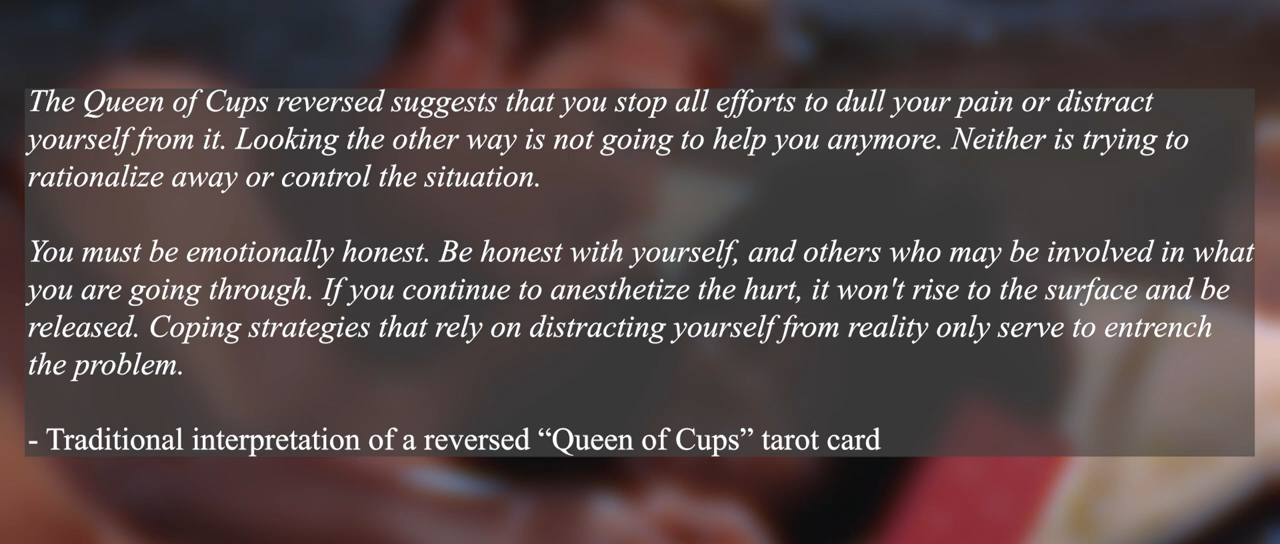 The Queen of Cups reversed suggests that you stop all efforts to dull your pain or distract
yourself from it. Looking the other way is not going to help you anymore. Neither is trying to
rationalize away or control the situation.
You must be emotionally honest. Be honest with yourself, and others who may be involved in what
you are going through. If you continue to anesthetize the hurt, it won't rise to the surface and be
released. Coping strategies that rely on distracting yourself from reality only serve to entrench
the problem.
- Traditional interpretation of a reversed “Queen of Cups” tarot card